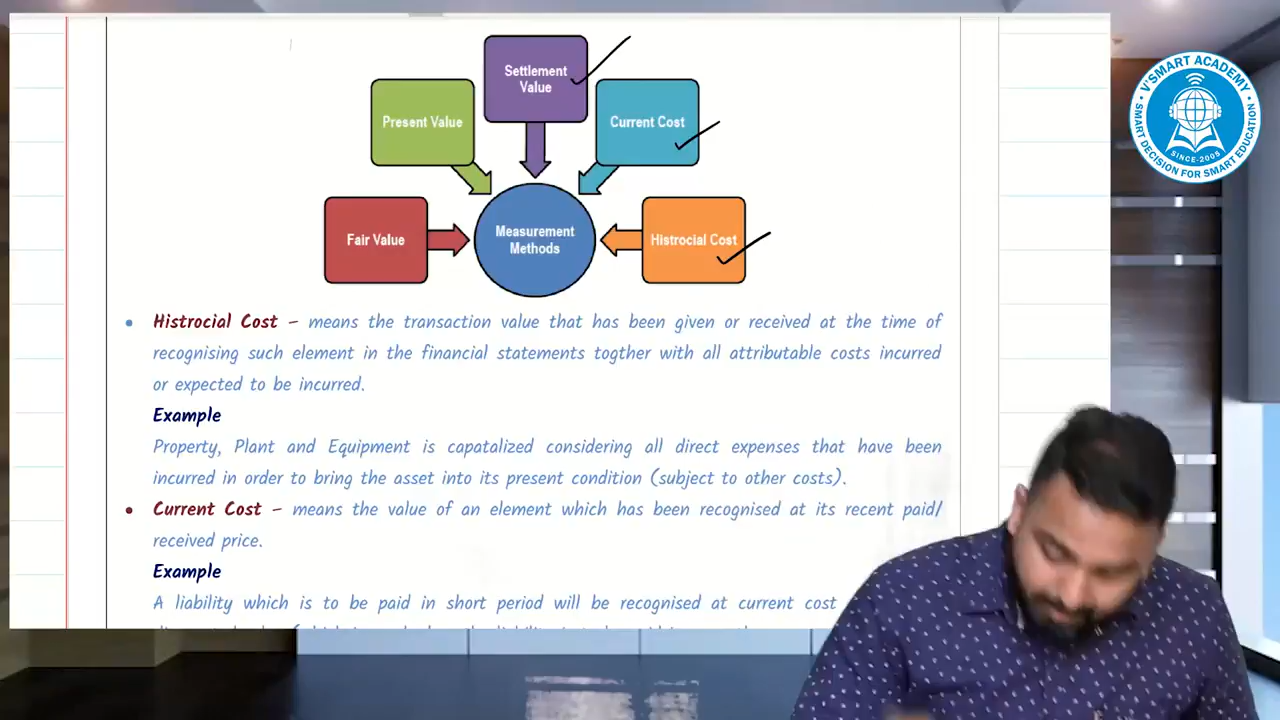 Settlement
Value
Present Value
Current Cost
Fair Value
Measurement
Methods
Histrocial Cost
• Histrocial Cost – means the transaction value that has been given or received at the time of
recognising such element in the financial statements togther with all attributable costs incurred
or expected to be incurred.
Example
Property, Plant and Equipment is capatalized considering all direct expenses that have been
incurred in order to bring the asset into its present condition (subject to other costs).
• Current Cost – means the value of an element which has been recognised at its recent paid/
received price.
Example
A liability which is to be paid in short period will be recognised at current cost
V'SMART ACADEMY
SINCE-2008
SMART DECISION FOR SMART EDUCATION